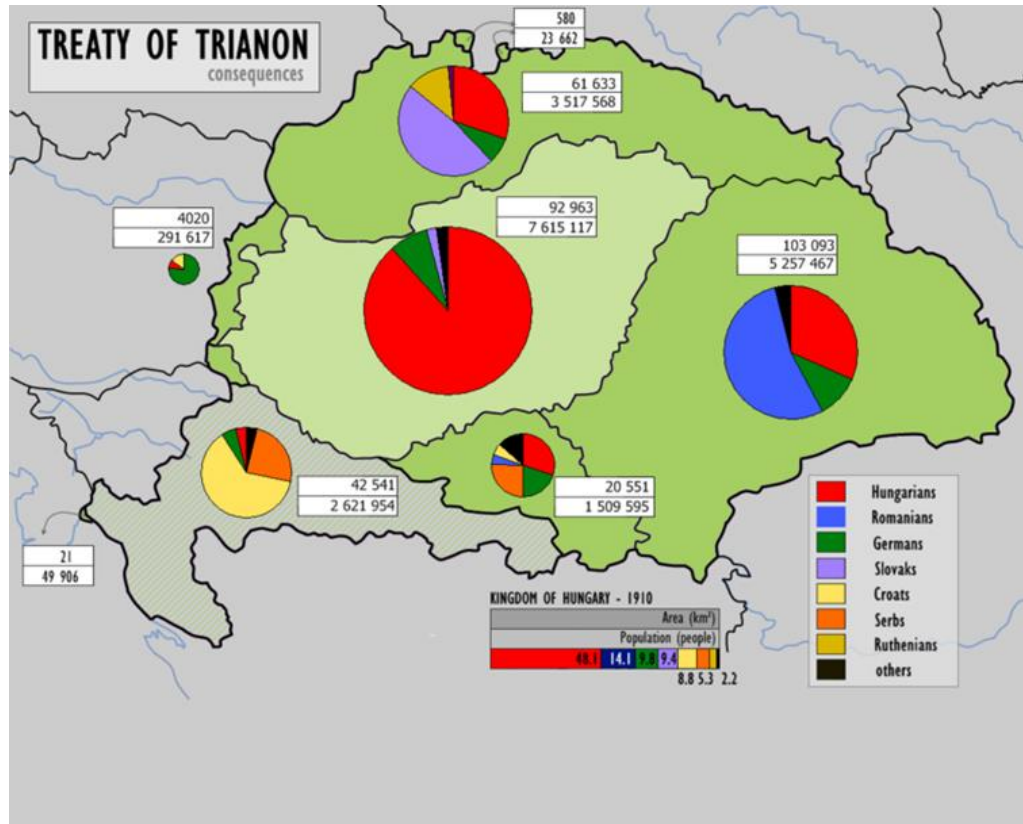 TREATY OF TRIANON
consequences
580
23 662
61 633
3 517 568
92 963
7 615 117
4020
291 617
103 093
5 257 467
42 541
2 621 954
20 551
1 509 595
21
49 906
Hungarians
Romanians
Germans
Slovaks
Croats
Serbs
Ruthenians
others
KINGDOM OF HUNGARY - 1910
Area (km²)
Population (people)
48.1 14.1 9.8 9.4
8.8 5.3 2.2